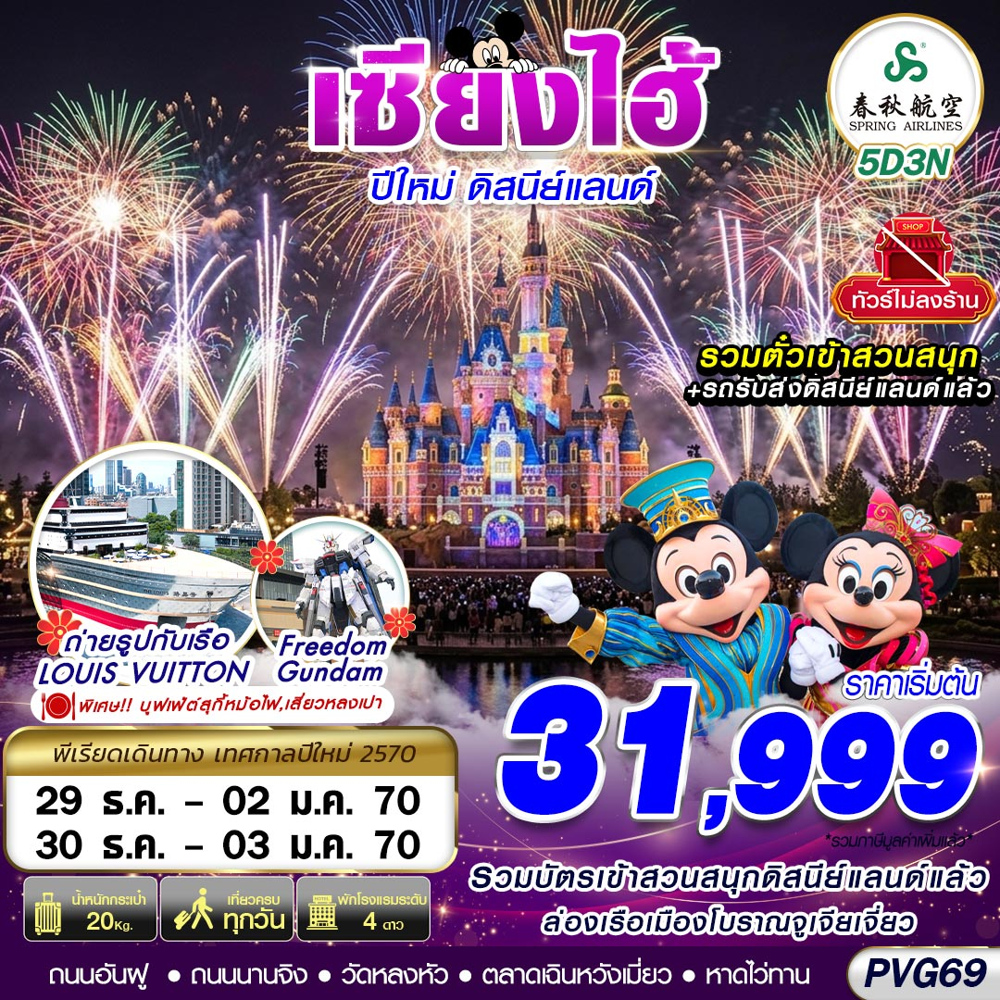 เซี่ยงไฮ้
ปีใหม่ ดิสนีย์แลนด์
®
春秋航空
SPRING AIRLINES
5D3N
SHOP
ทัวร์ไม่ลงร้าน
รวมตั๋วเข้าสวนสนุก
+รถรับส่งดิสนีย์แลนด์แล้ว
ถ่ายรูปกับเรือ
LOUIS VUITTON
Freedom
Gundam
พิเศษ!! บุฟเฟ่ต์สุกี้หม้อไฟ,เสี่ยวหลงเปา
ราคาเริ่มต้น
31,999
*รวมภาษีมูลค่าเพิ่มแล้ว*
พีเรียดเดินทาง เทศกาลปีใหม่ 2570
29 ธ.ค. – 02 ม.ค. 70
30 ธ.ค. – 03 ม.ค. 70
น้ำหนักกระเป๋า
20Kg.
เที่ยวครบ
ทุกวัน
HOTEL
พักโรงแรมระดับ
4 ดาว
รวมบัตรเข้าสวนสนุกดิสนีย์แลนด์แล้ว
ล่องเรือเมืองโบราณจูเจียเจี่ยว
ถนนอันฝู • ถนนนานจิง • วัดหลงหัว • ตลาดเฉินหวังเมี่ยว • หาดไว่ทาน
PVG69